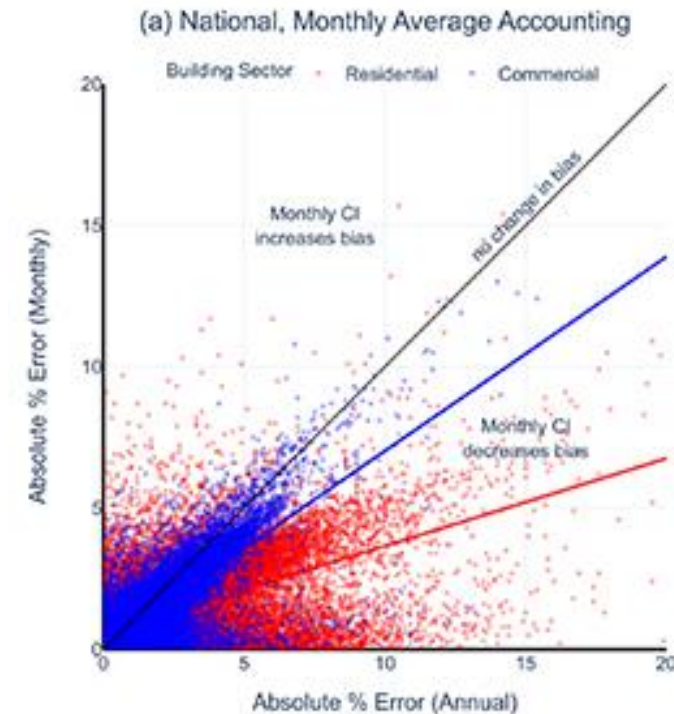 (a) National, Monthly Average Accounting
Building Sector Residential Commercial
20
15
10
5
0
Absolute % Error (Monthly)
Monthly CI
increases bias
no change in bias
Monthly CI
decreases bias
0 5 10 15 20
Absolute % Error (Annual)